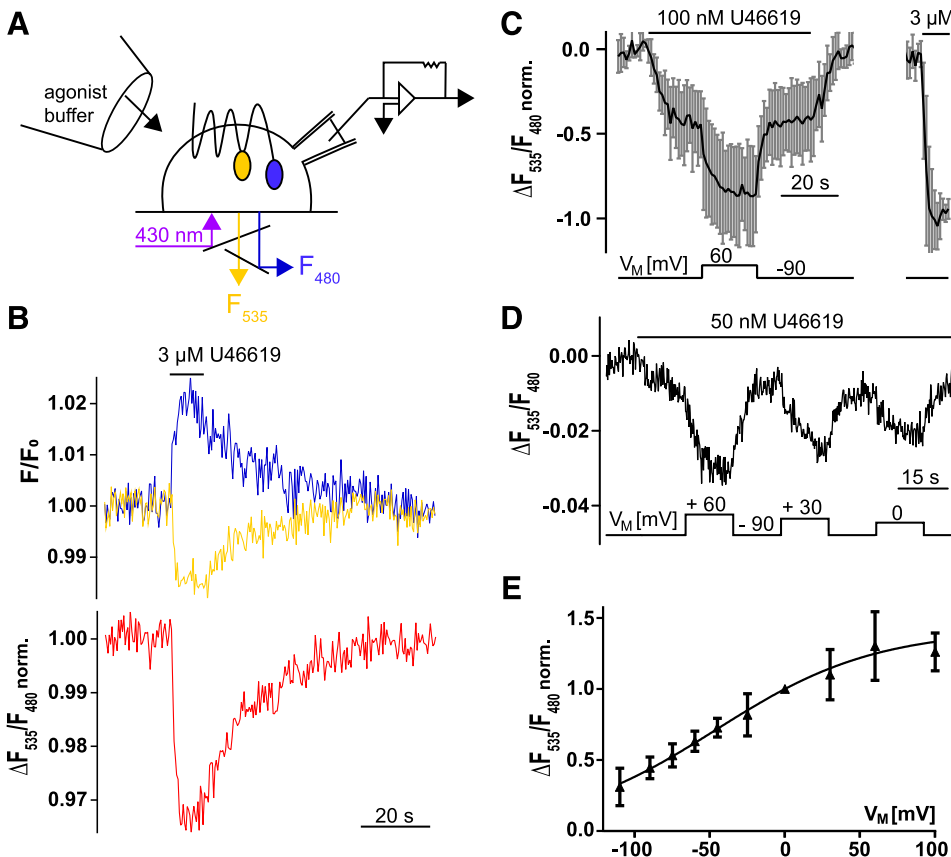 A
agonist
buffer
430 nm
F480
F535
B
3 µM U46619
F/F₀
1.02
1.01
1.00
0.99
ΔF535/F480 norm.
1.00
0.99
0.98
0.97
20 s
C
100 nM U46619
3 µM
ΔF535/F480 norm.
0.0
-0.5
-1.0
20 s
VM [mV]
60
-90
D
50 nM U46619
ΔF535/F480
0.00
-0.02
-0.04
15 s
VM [mV]
+ 60
- 90
+ 30
0
E
ΔF535/F480 norm.
1.5
1.0
0.5
0.0
VM [mV]
-100
-50
0
50
100